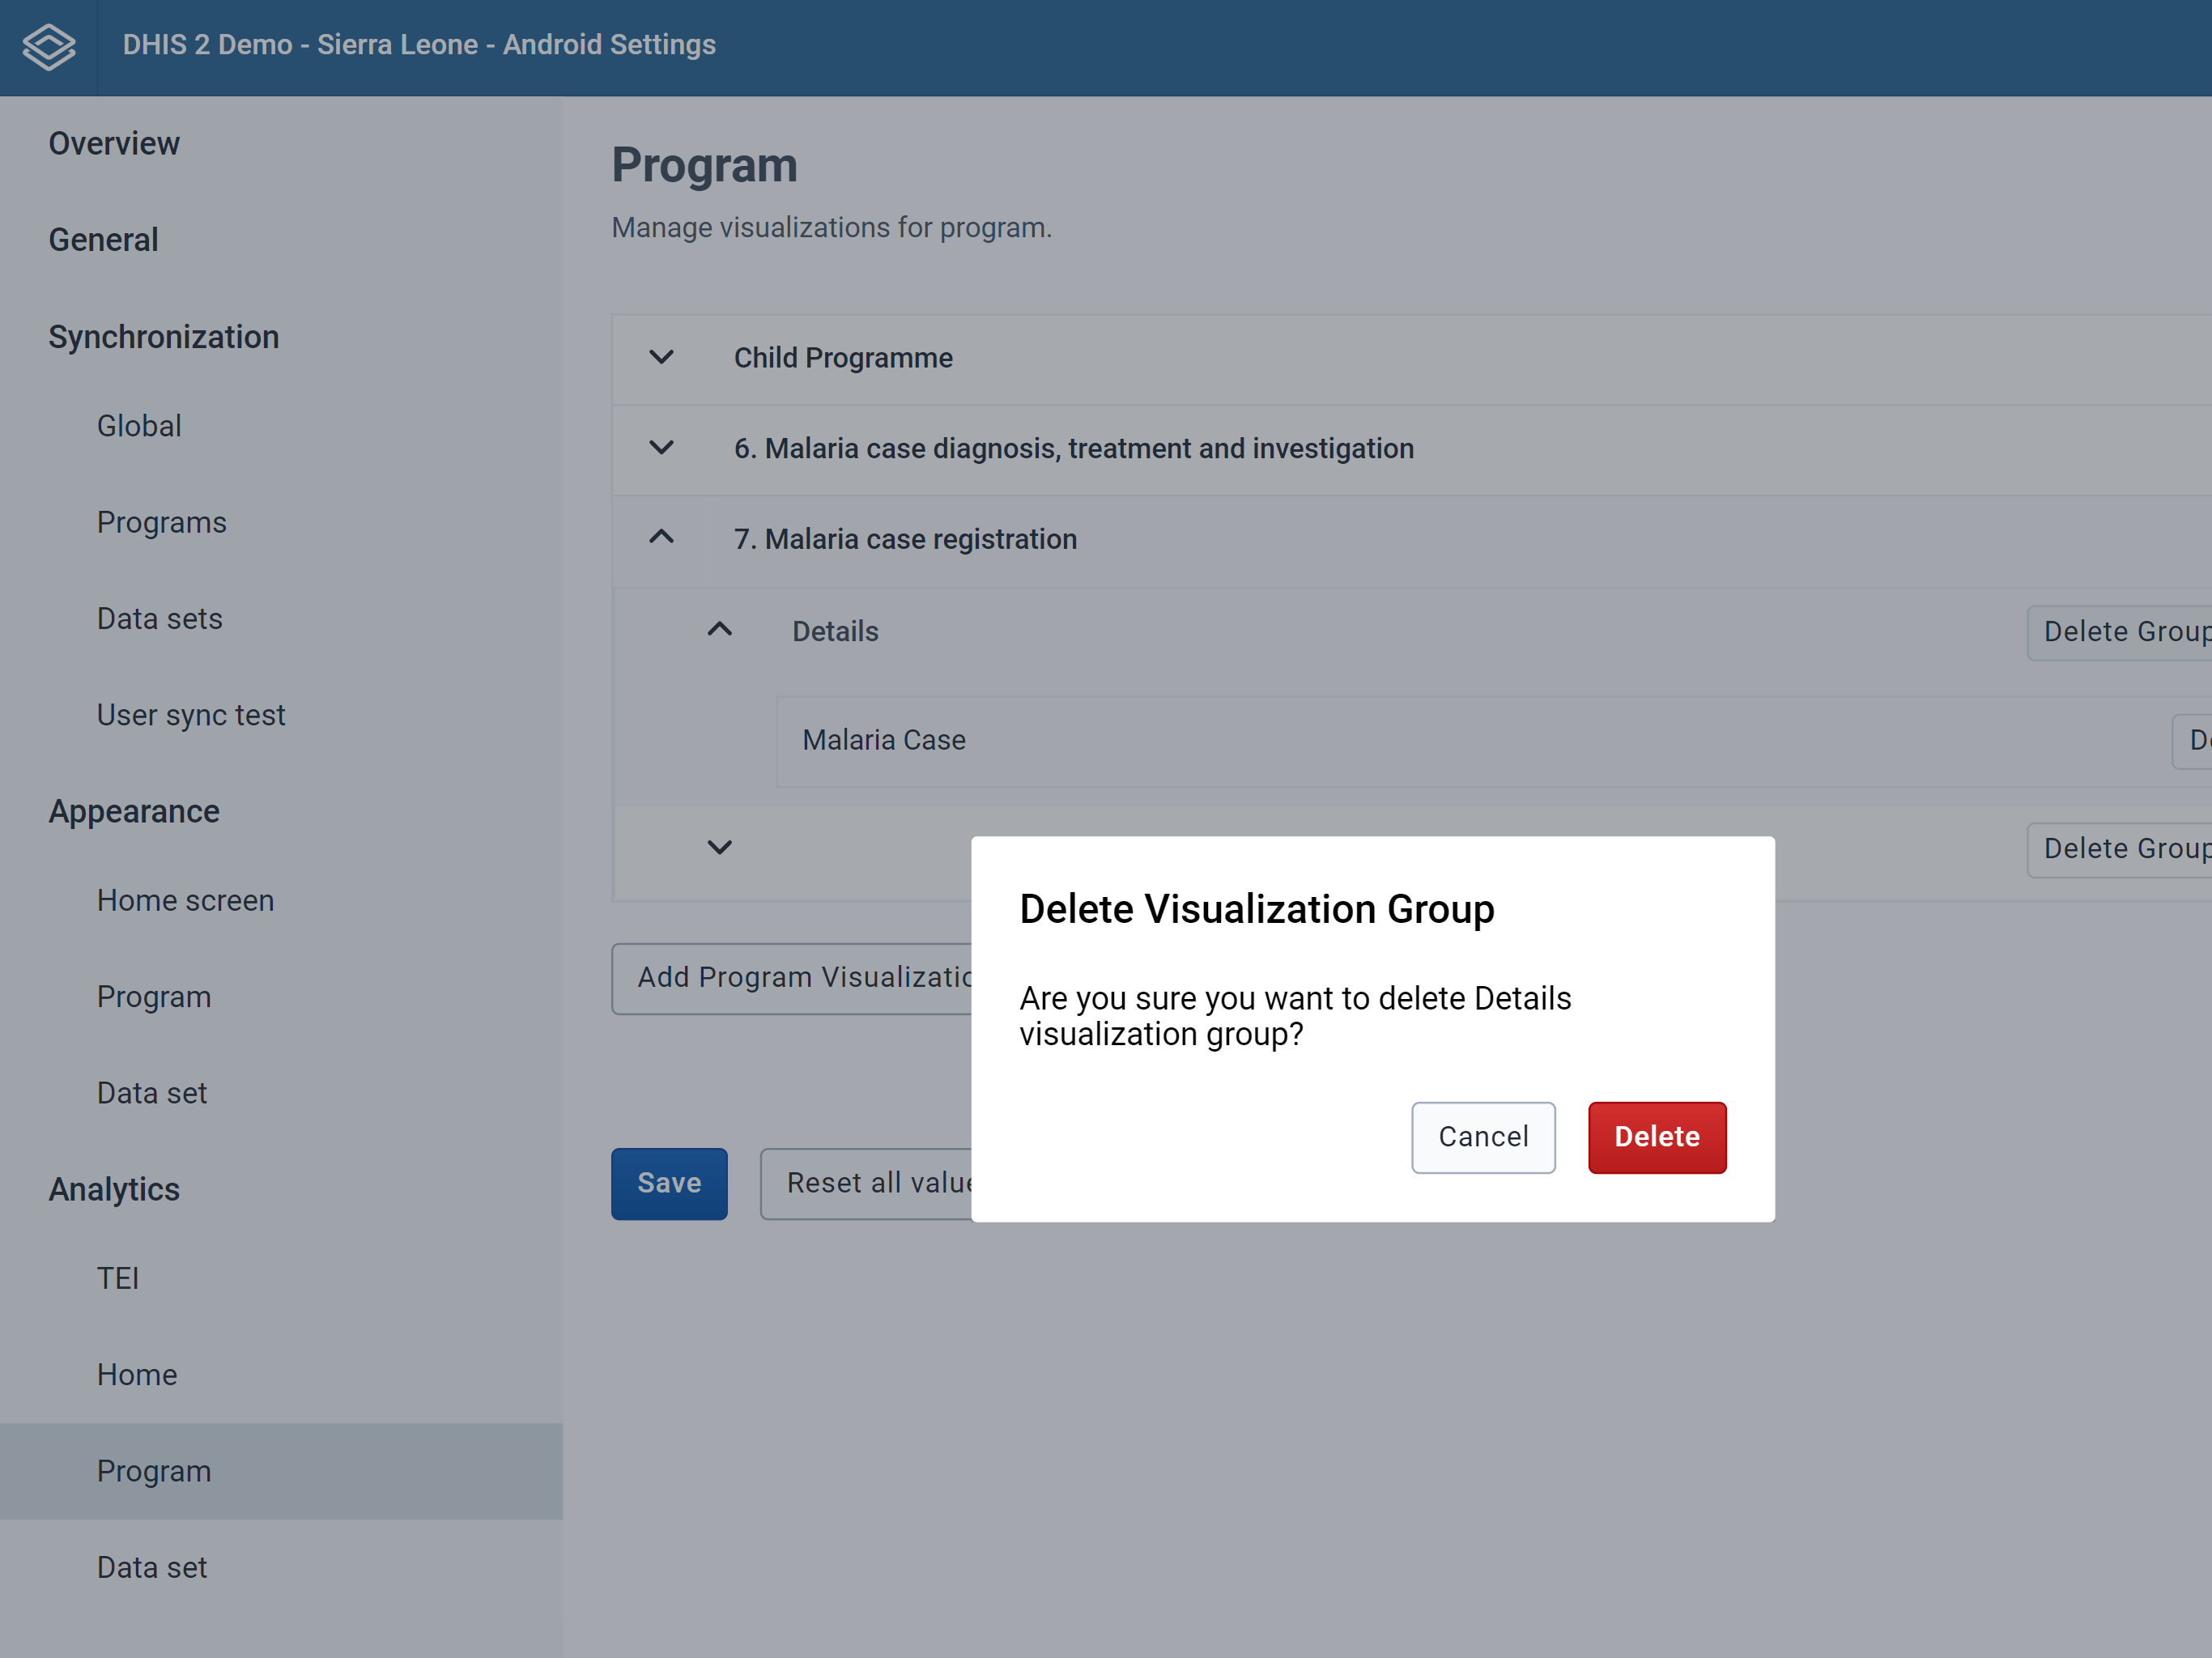 DHIS 2 Demo - Sierra Leone - Android Settings
Overview
General
Synchronization
Global
Programs
Data sets
User sync test
Appearance
Home screen
Program
Data set
Analytics
TEI
Home
Program
Data set
Program
Manage visualizations for program.
Child Programme
6. Malaria case diagnosis, treatment and investigation
7. Malaria case registration
Details
Delete Group
Malaria Case
Delete Group
Add Program
Save
Reset all
Delete Visualization Group
Are you sure you want to delete Details
visualization group?
Cancel
Delete